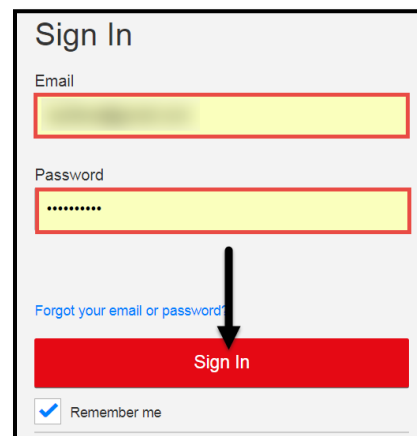 Sign In
Email
Password
••••••••••
Forgot your email or password?
Sign In
Remember me